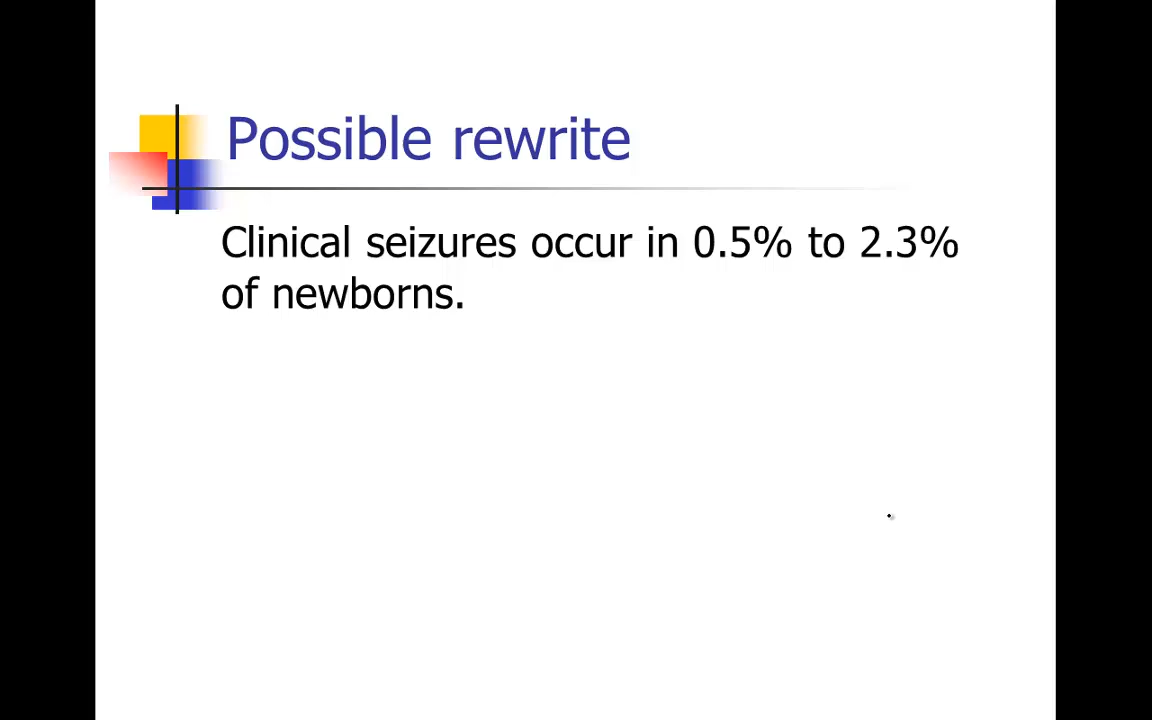 Possible rewrite
Clinical seizures occur in 0.5% to 2.3%
of newborns.